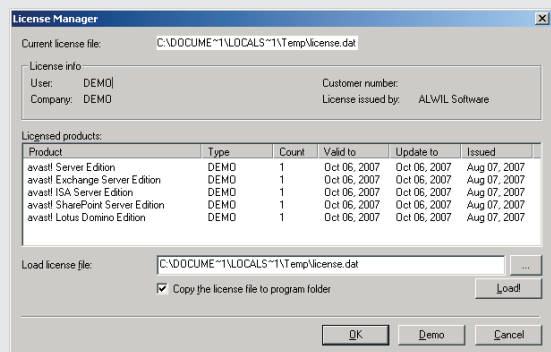 License Manager
Current license file: C:\DOCUME~1\LOCALS~1\Temp\license.dat
License info
User: DEMO Customer number:
Company: DEMO License issued by: ALWIL Software
Licensed products:
Product Type Count Valid to Update to Issued
avast! Server Edition DEMO 1 Oct 06, 2007 Oct 06, 2007 Aug 07, 2007
avast! Exchange Server Edition DEMO 1 Oct 06, 2007 Oct 06, 2007 Aug 07, 2007
avast! ISA Server Edition DEMO 1 Oct 06, 2007 Oct 06, 2007 Aug 07, 2007
avast! SharePoint Server Edition DEMO 1 Oct 06, 2007 Oct 06, 2007 Aug 07, 2007
avast! Lotus Domino Edition DEMO 1 Oct 06, 2007 Oct 06, 2007 Aug 07, 2007
Load license file: C:\DOCUME~1\LOCALS~1\Temp\license.dat ...
Copy the license file to program folder Load!
OK Demo Cancel